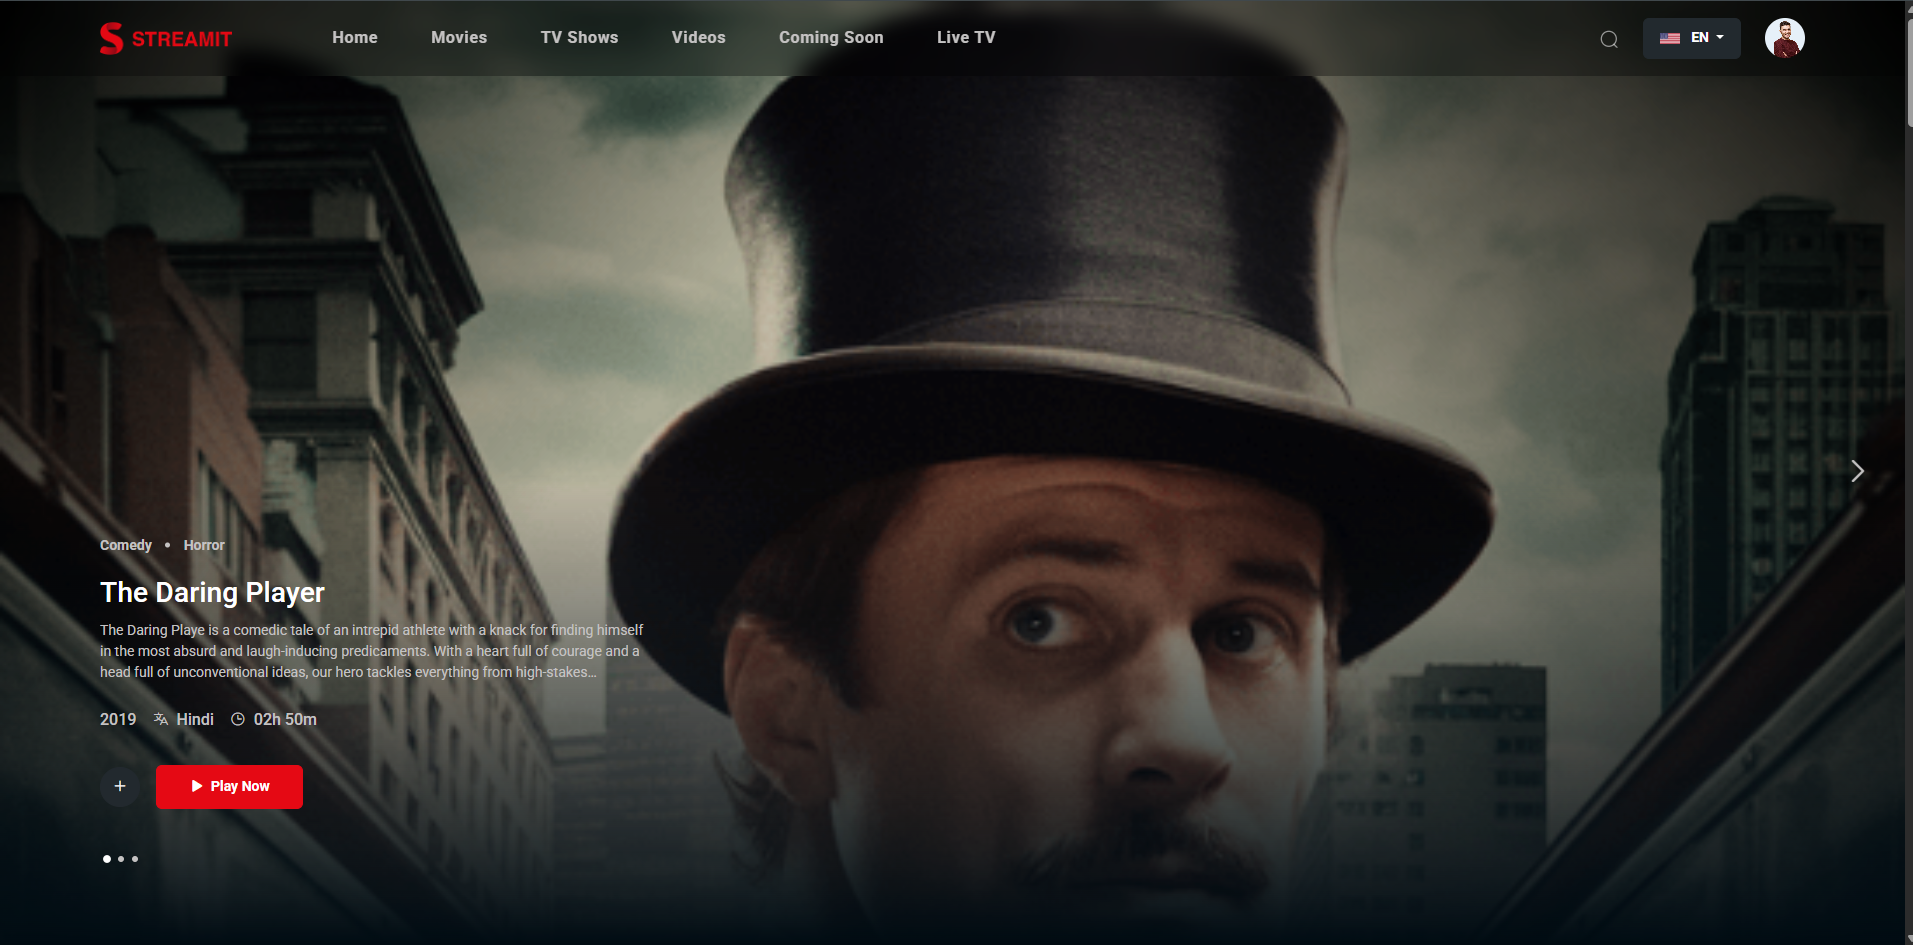 STREAMIT
Home Movies TV Shows Videos Coming Soon Live TV
EN
Comedy • Horror
The Daring Player
The Daring Playe is a comedic tale of an intrepid athlete with a knack for finding himself
in the most absurd and laugh-inducing predicaments. With a heart full of courage and a
head full of unconventional ideas, our hero tackles everything from high-stakes...
2019 Hindi 02h 50m
+ Play Now